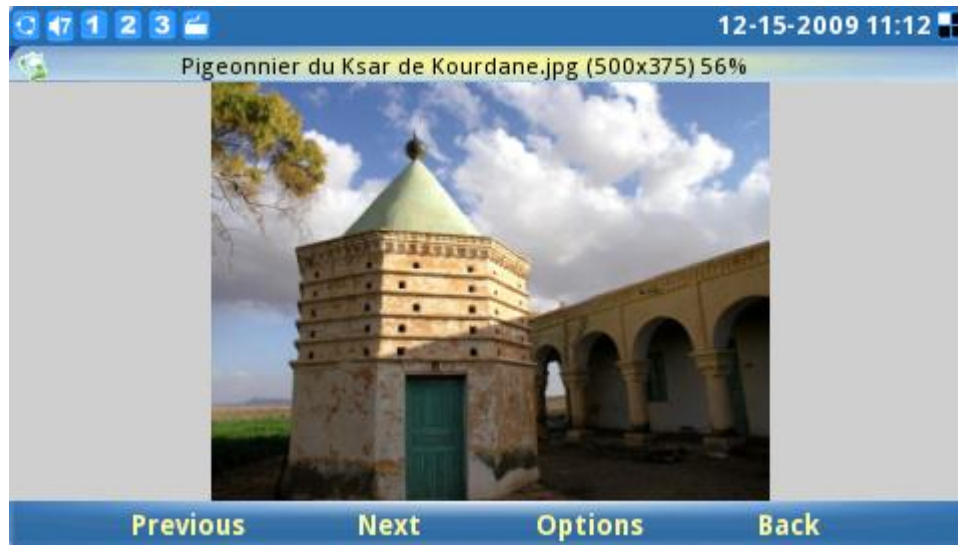 7 1 2 3 12-15-2009 11:12
Pigeonnier du Ksar de Kourdane.jpg (500x375) 56%
Previous Next Options Back